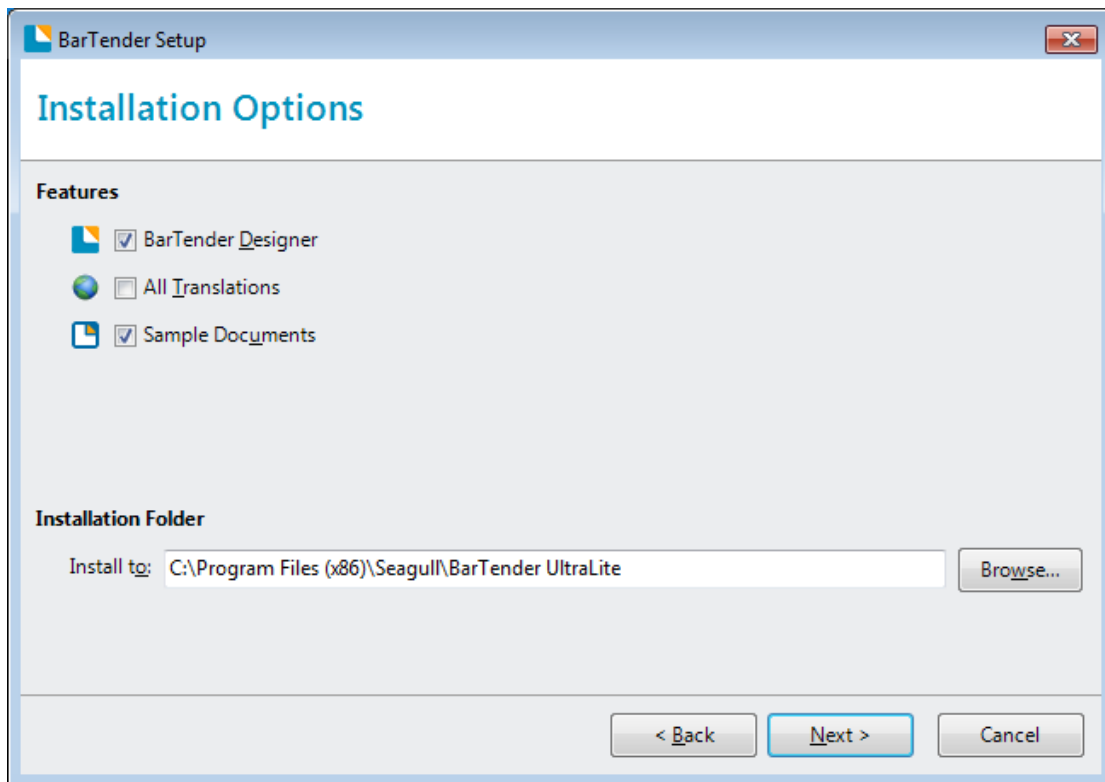 BarTender Setup
Installation Options
Features
BarTender Designer
All Translations
Sample Documents
Installation Folder
Install to: C:\Program Files (x86)\Seagull\BarTender UltraLite Browse...
< Back Next > Cancel